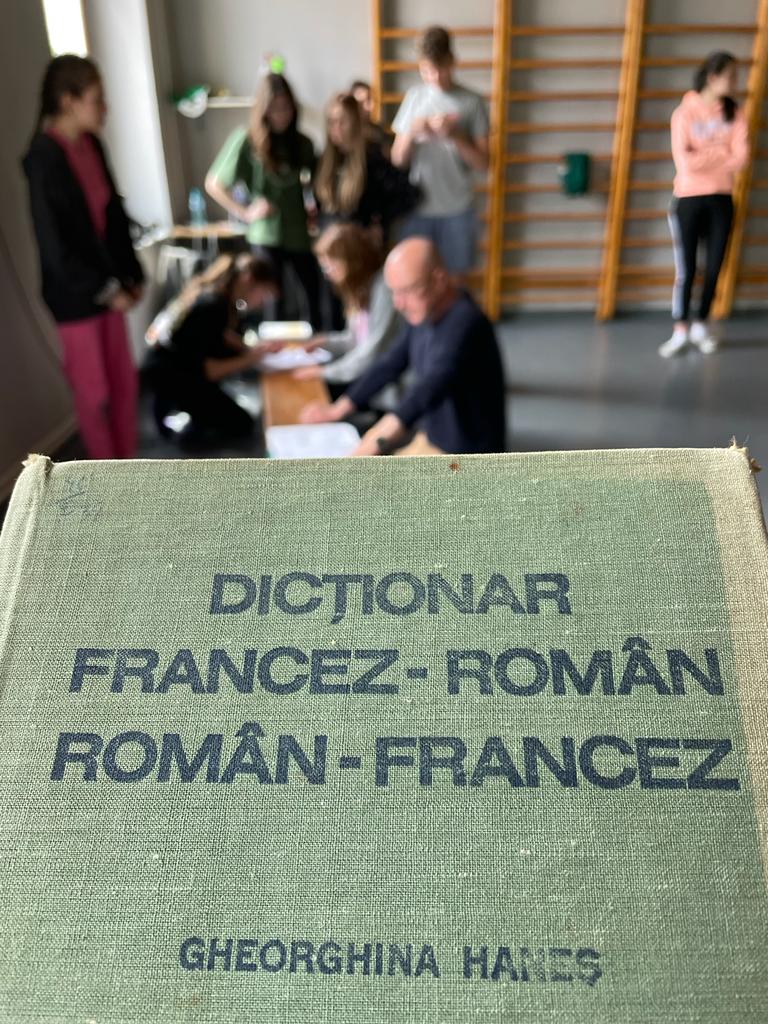 DICȚIONAR
FRANCEZ - ROMÂN
ROMÂN - FRANCEZ
GHEORGHINA HANEȘ